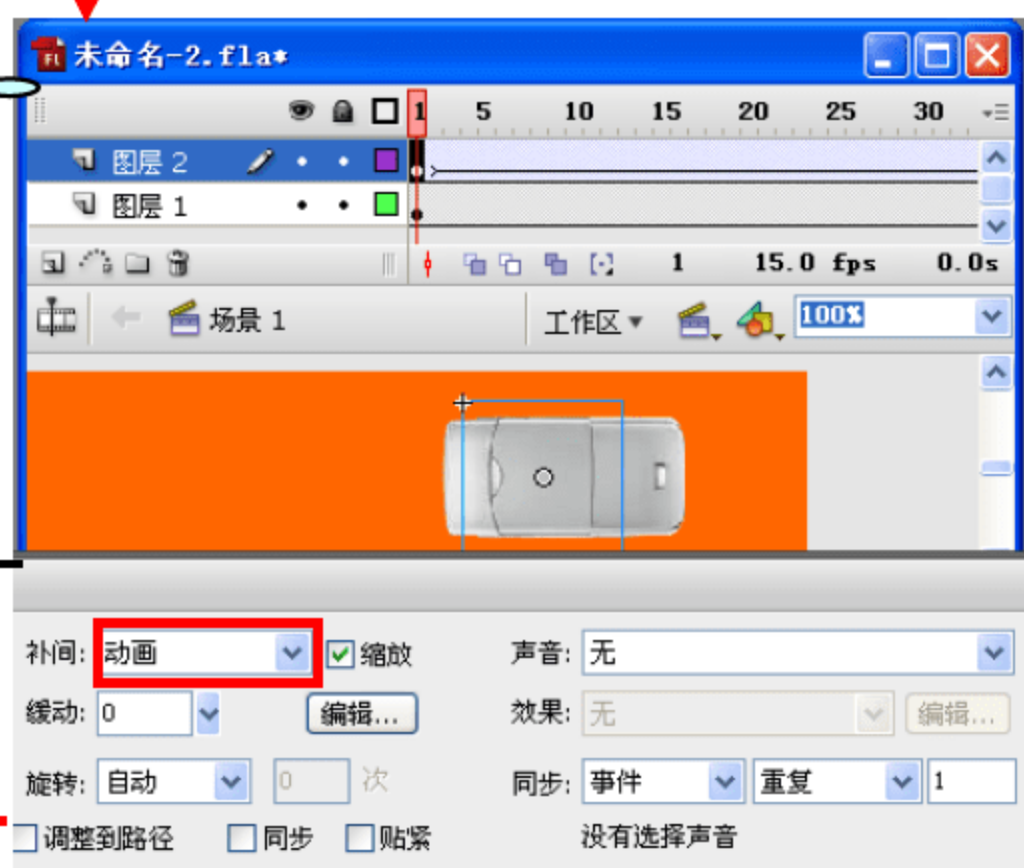 未命名-2.fla*
1 5 10 15 20 25 30
图层 2
图层 1
1 15.0 fps 0.0s
场景 1 工作区 100%
补间: 动画 缩放 声音: 无
缓动: 0 编辑... 效果: 无 编辑...
旋转: 自动 0 次 同步: 事件 重复 1
调整到路径 同步 贴紧 没有选择声音